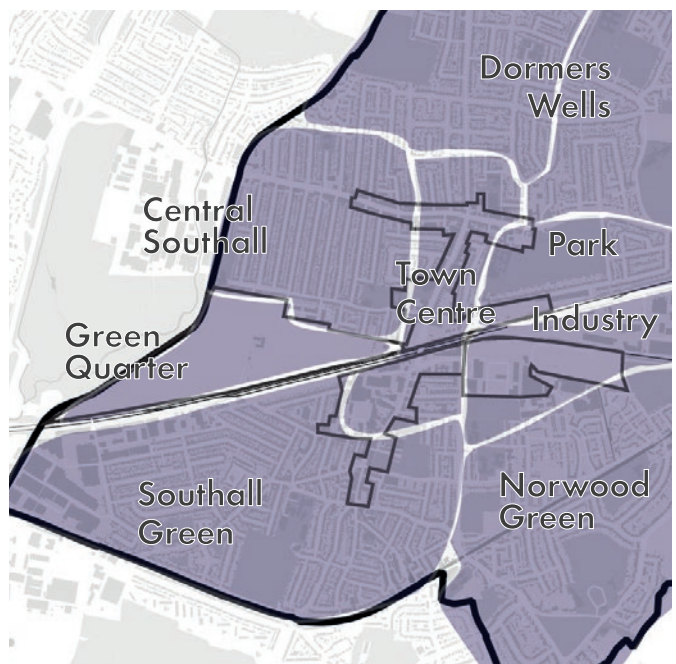 Dormers
Wells
Central
Southall
Park
Town
Centre
Industry
Green
Quarter
Southall
Green
Norwood
Green